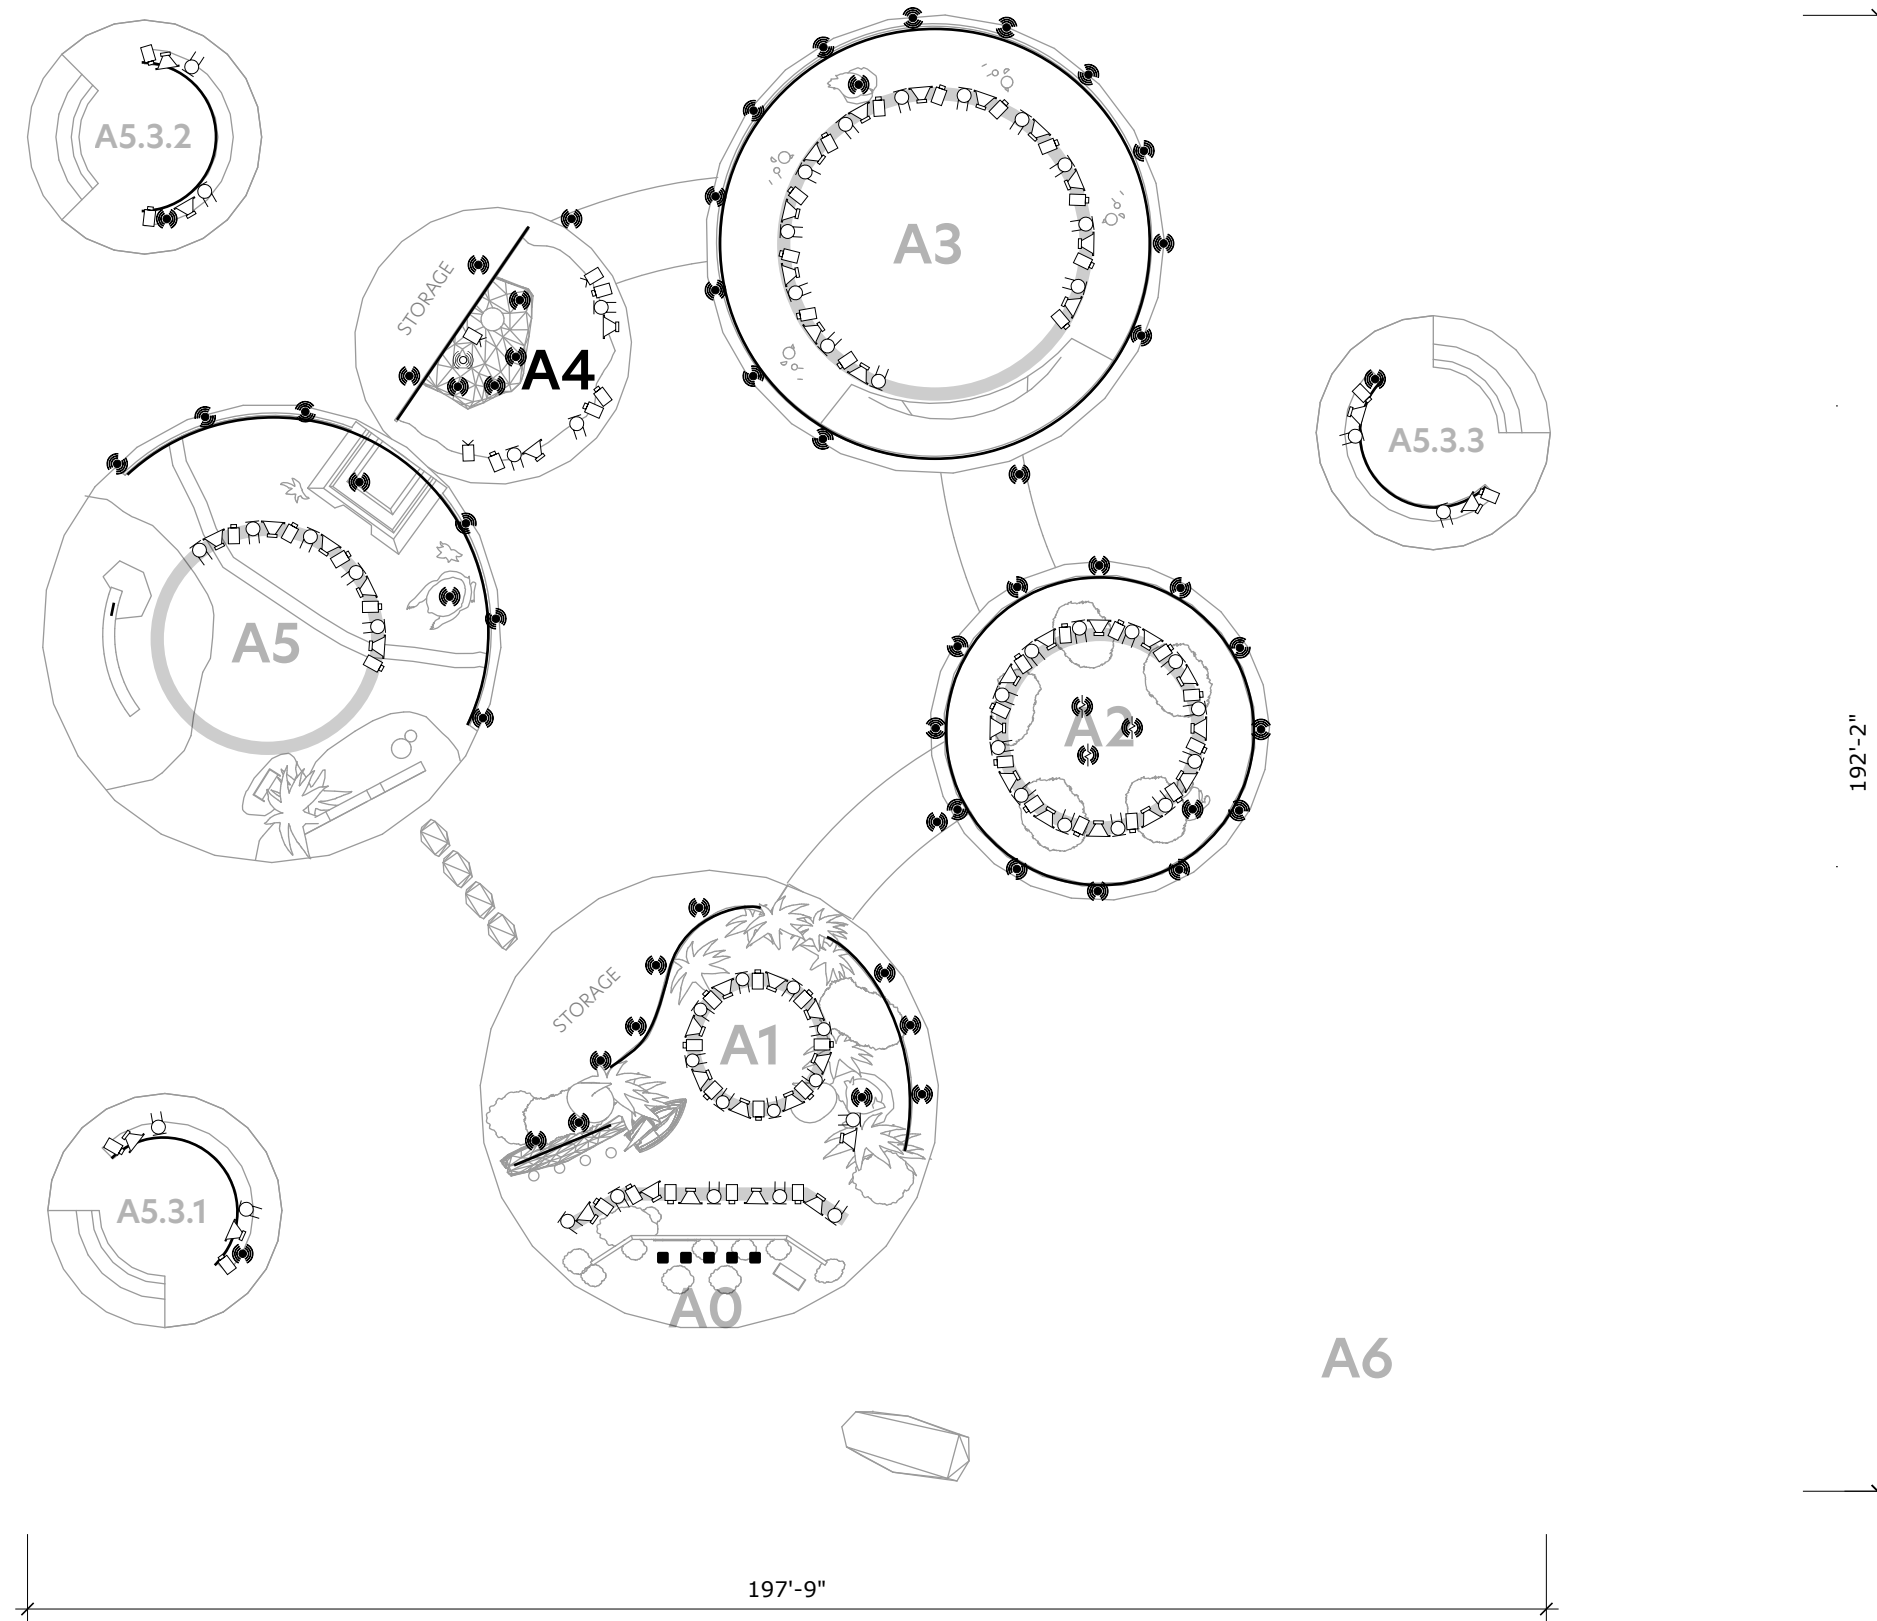 A5.3.2
A3
STORAGE
A4
A5.3.3
A5
A2
192'-2"
STORAGE
A1
A5.3.1
A0
A6
197'-9"